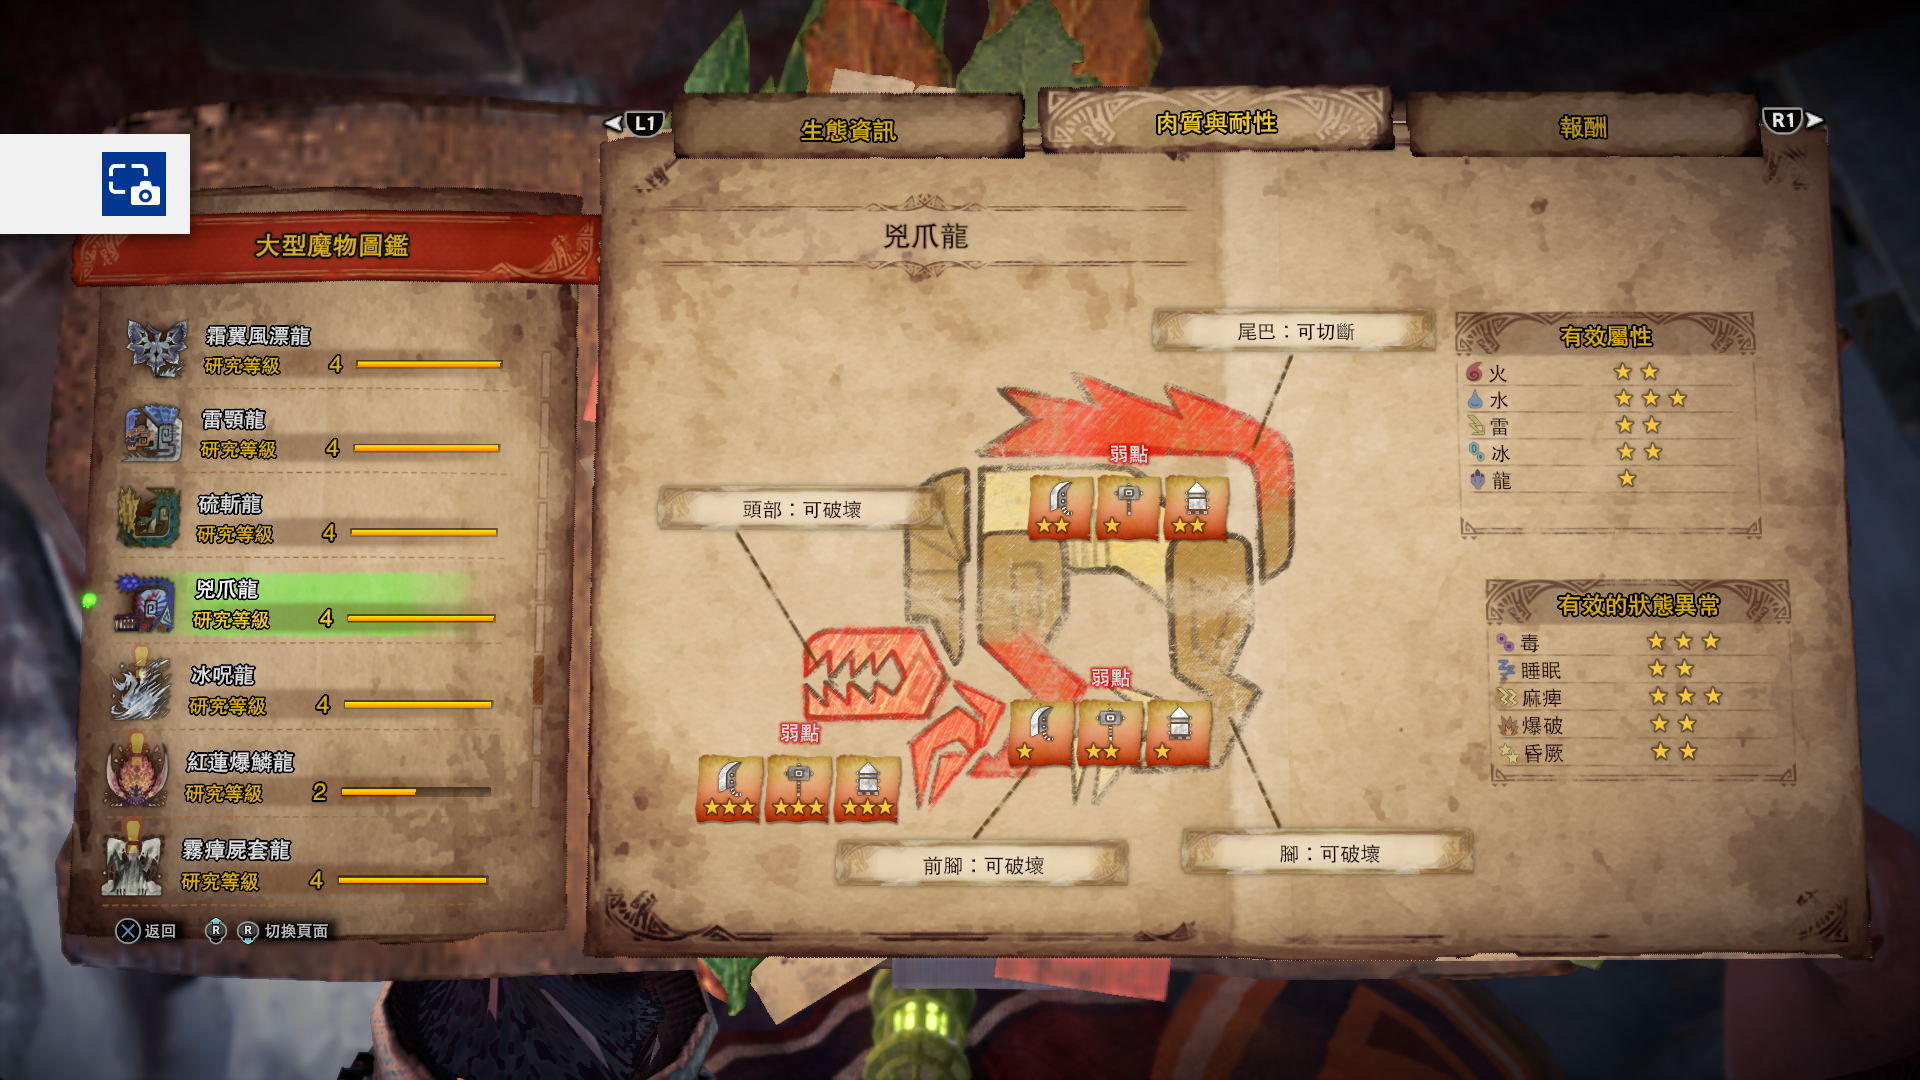 L1
生態資訊
肉質與耐性
報酬
R1
大型魔物圖鑑
霜翼風漂龍
研究等級 4
雷顎龍
研究等級 4
硫斬龍
研究等級 4
兇爪龍
研究等級 4
冰呪龍
研究等級 4
紅蓮爆鱗龍
研究等級 2
霧瘴屍套龍
研究等級 4
返回 R R 切換頁面
兇爪龍
尾巴：可切斷
弱點
頭部：可破壞
弱點
弱點
前腳：可破壞
腳：可破壞
有效屬性
火 ★★
水 ★★★
雷 ★★
冰 ★★
龍 ★
有效的狀態異常
毒 ★★★
睡眠 ★★
麻痺 ★★★
爆破 ★★
昏厥 ★★